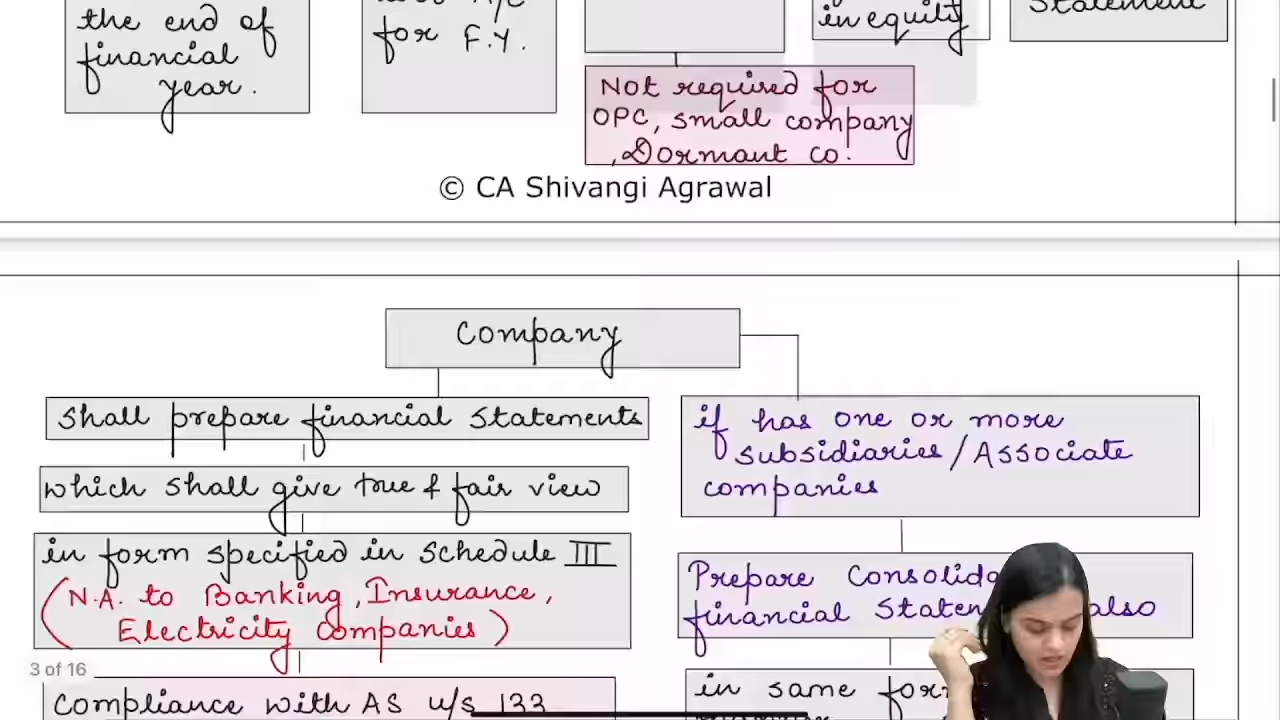 the end of
financial
year.
for F.Y.
in equity
Statement
Not required for
OPC, small company
, Dormant co.
© CA Shivangi Agrawal
Company
shall prepare financial statements
which shall give true & fair view
in form specified in schedule III
(N.A. to Banking, Insurance,
Electricity companies)
Compliance with AS u/s 133
if has one or more
subsidiaries/Associate
companies
Prepare
financial
also
in same
3 of 16